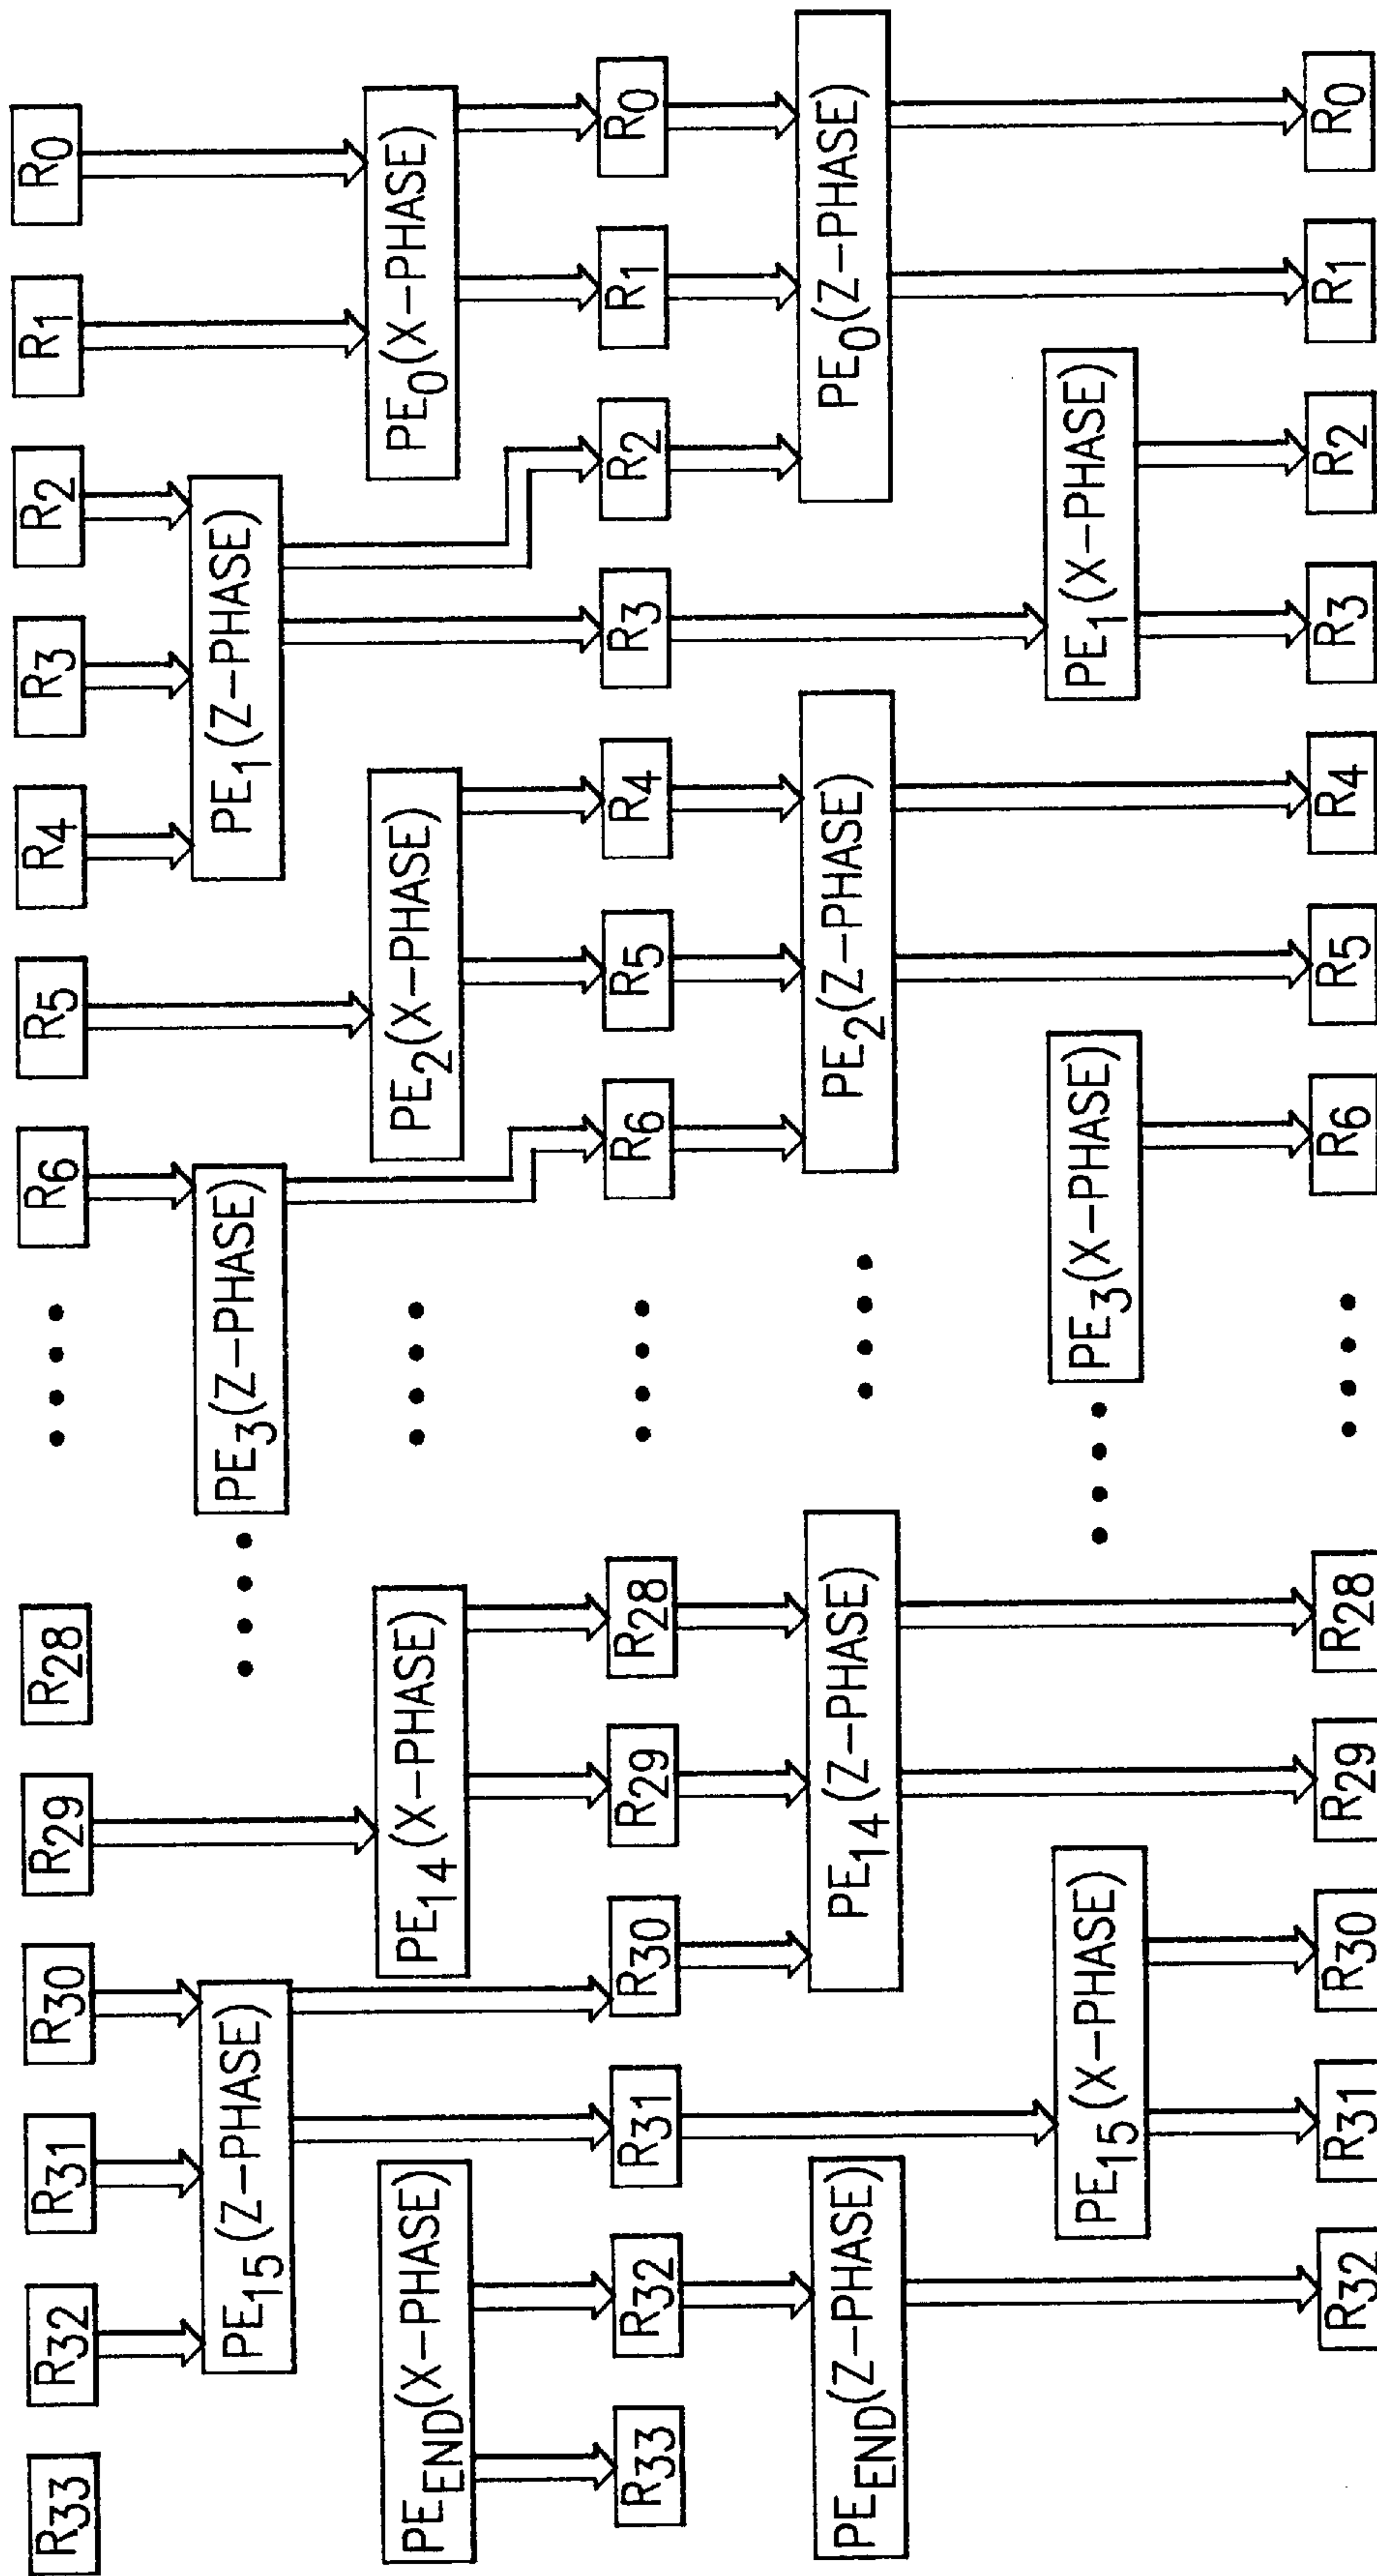 R33
R32
R31
R30
R29
R28
R6
R5
R4
R3
R2
R1
R0
PE15(Z-PHASE)
PE3(Z-PHASE)
PE1(Z-PHASE)
PEEND(X-PHASE)
PE14(X-PHASE)
PE2(X-PHASE)
PE0(X-PHASE)
R33
R32
R31
R30
R29
R28
R6
R5
R4
R3
R2
R1
R0
PEEND(Z-PHASE)
PE14(Z-PHASE)
PE2(Z-PHASE)
PE0(Z-PHASE)
PE15(X-PHASE)
PE3(X-PHASE)
PE1(X-PHASE)
R32
R31
R30
R29
R28
R6
R5
R4
R3
R2
R1
R0